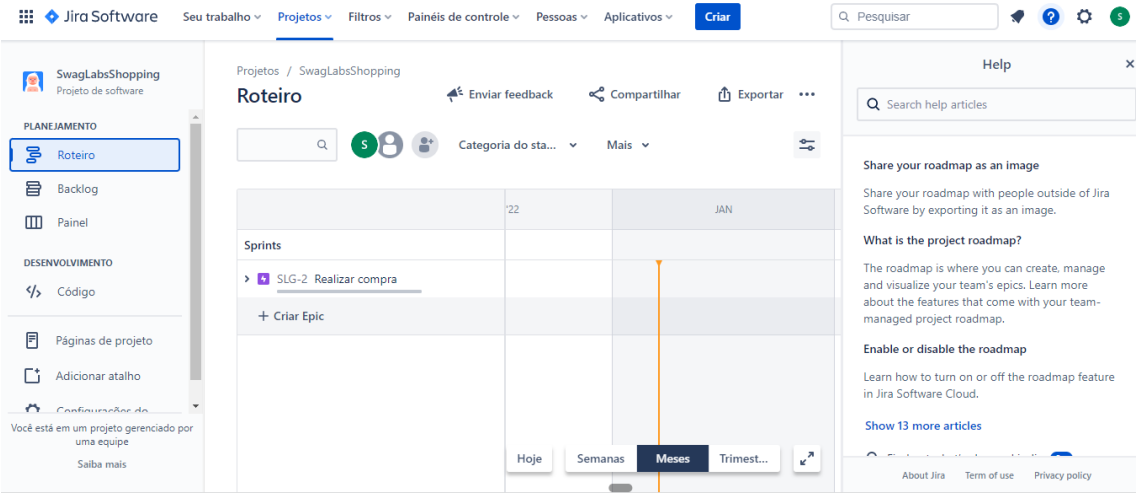 Jira Software
Seu trabalho
Projetos
Filtros
Painéis de controle
Pessoas
Aplicativos
Criar
Pesquisar
S
SwagLabsShopping
Projeto de software
PLANEJAMENTO
Roteiro
Backlog
Painel
DESENVOLVIMENTO
Código
Páginas de projeto
Adicionar atalho
Configurações do
Você está em um projeto gerenciado por
uma equipe
Saiba mais
Projetos / SwagLabsShopping
Roteiro
Enviar feedback
Compartilhar
Exportar
S
Categoria do sta...
Mais
'22
JAN
Sprints
SLG-2 Realizar compra
+ Criar Epic
Hoje
Semanas
Meses
Trimest...
Help
Search help articles
Share your roadmap as an image
Share your roadmap with people outside of Jira
Software by exporting it as an image.
What is the project roadmap?
The roadmap is where you can create, manage
and visualize your team's epics. Learn more
about the features that come with your team-
managed project roadmap.
Enable or disable the roadmap
Learn how to turn on or off the roadmap feature
in Jira Software Cloud.
Show 13 more articles
About Jira
Term of use
Privacy policy